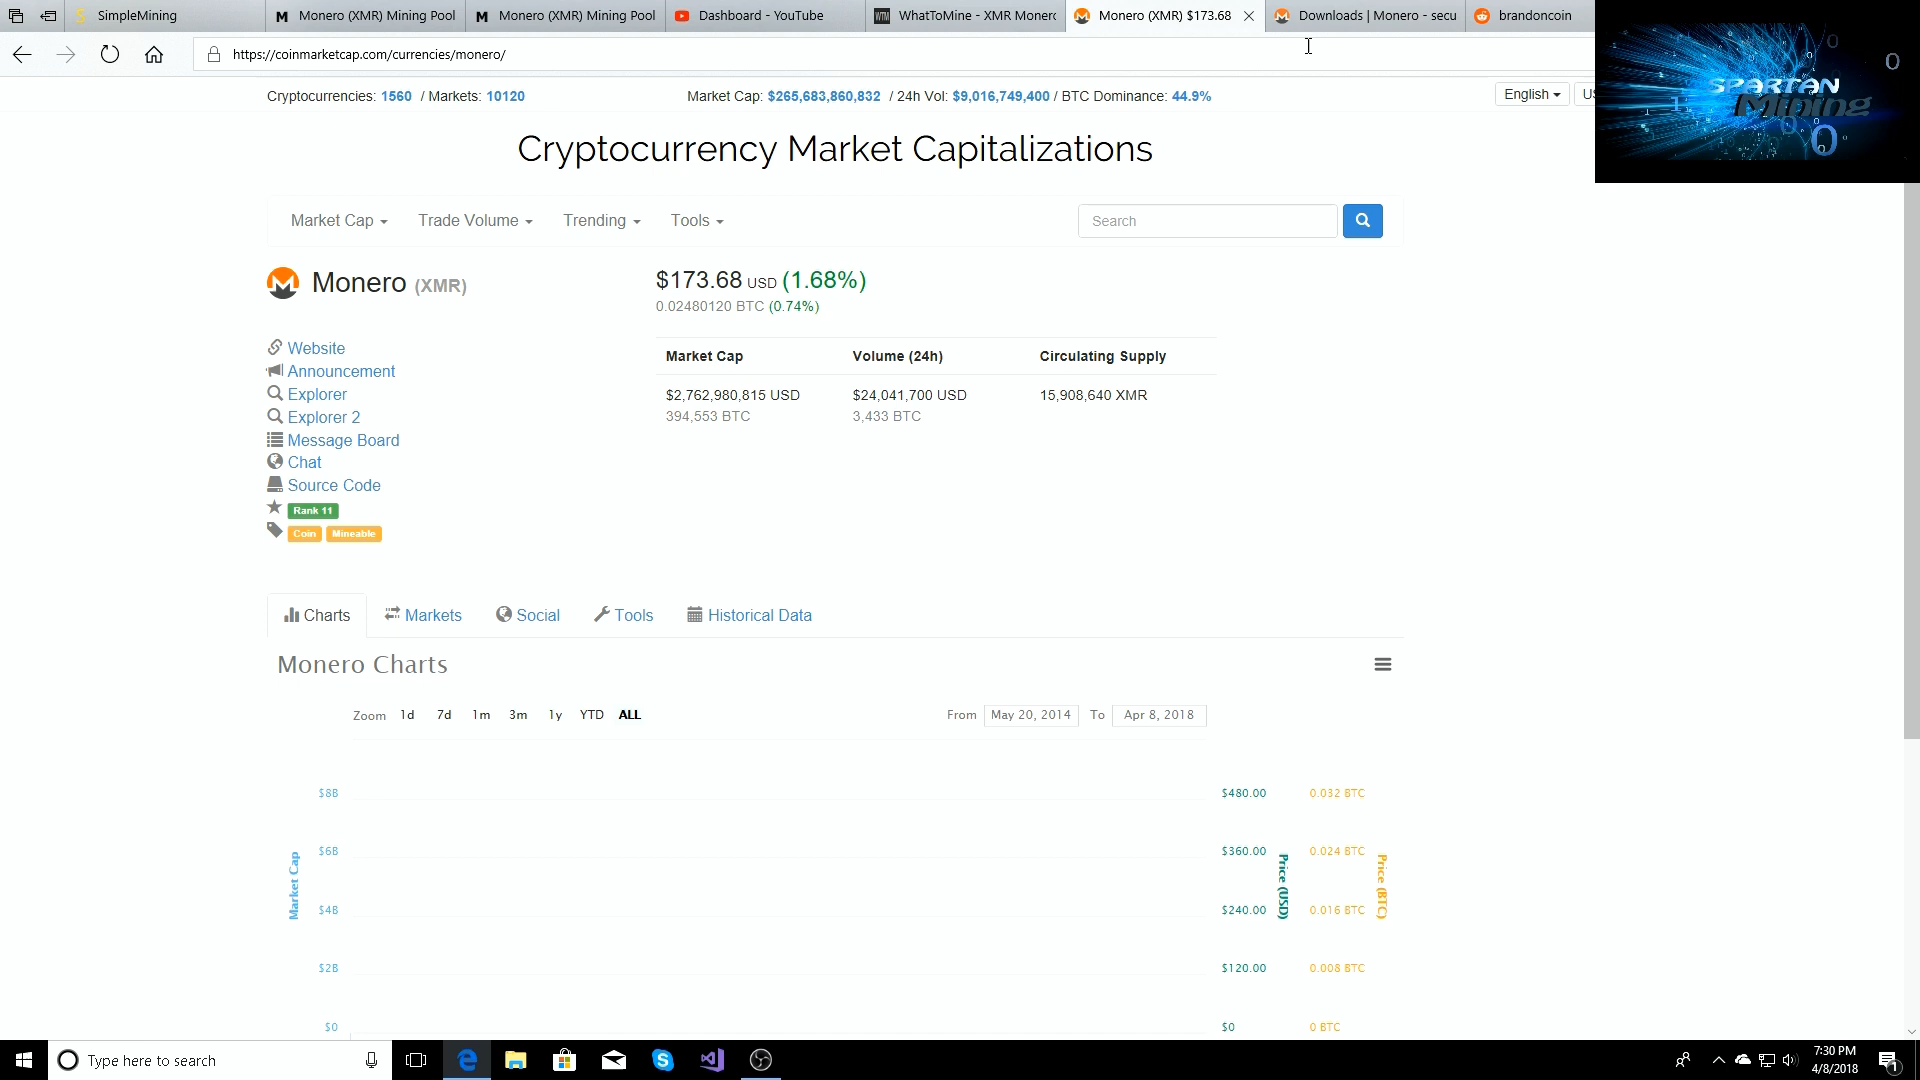 SimpleMining
Monero (XMR) Mining Pool
Monero (XMR) Mining Pool
Dashboard - YouTube
WhatToMine - XMR Monero
Monero (XMR) $173.68
Downloads | Monero - secu
brandoncoin
https://coinmarketcap.com/currencies/monero/
Cryptocurrencies: 1560 / Markets: 10120
Market Cap: $265,683,860,832 / 24h Vol: $9,016,749,400 / BTC Dominance: 44.9%
English
US
SPARTAN
Mining
Cryptocurrency Market Capitalizations
Market Cap
Trade Volume
Trending
Tools
Search
Monero (XMR)
$173.68 USD (1.68%)
0.02480120 BTC (0.74%)
Website
Announcement
Explorer
Explorer 2
Message Board
Chat
Source Code
Rank 11
Coin Mineable
Market Cap Volume (24h) Circulating Supply
$2,762,980,815 USD $24,041,700 USD 15,908,640 XMR
394,553 BTC 3,433 BTC
Charts
Markets
Social
Tools
Historical Data
Monero Charts
Zoom 1d 7d 1m 3m 1y YTD ALL
From May 20, 2014 To Apr 8, 2018
$8B $480.00 0.032 BTC
$6B $360.00 0.024 BTC
Market Cap
Price (USD)
Price (BTC)
$4B $240.00 0.016 BTC
$2B $120.00 0.008 BTC
$0 $0 0 BTC
Type here to search
7:30 PM
4/8/2018
1